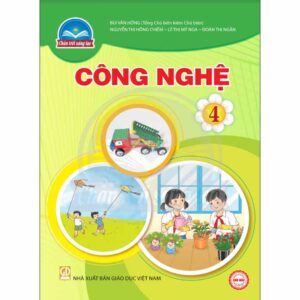 Chân trời sáng tạo
BÙI VĂN HỒNG (Tổng Chủ biên kiêm Chủ biên)
NGUYỄN THỊ HỒNG CHIẾM – LÊ THỊ MỸ NGA – ĐOÀN THỊ NGÂN
CÔNG NGHỆ
4
NHÀ XUẤT BẢN GIÁO DỤC VIỆT NAM